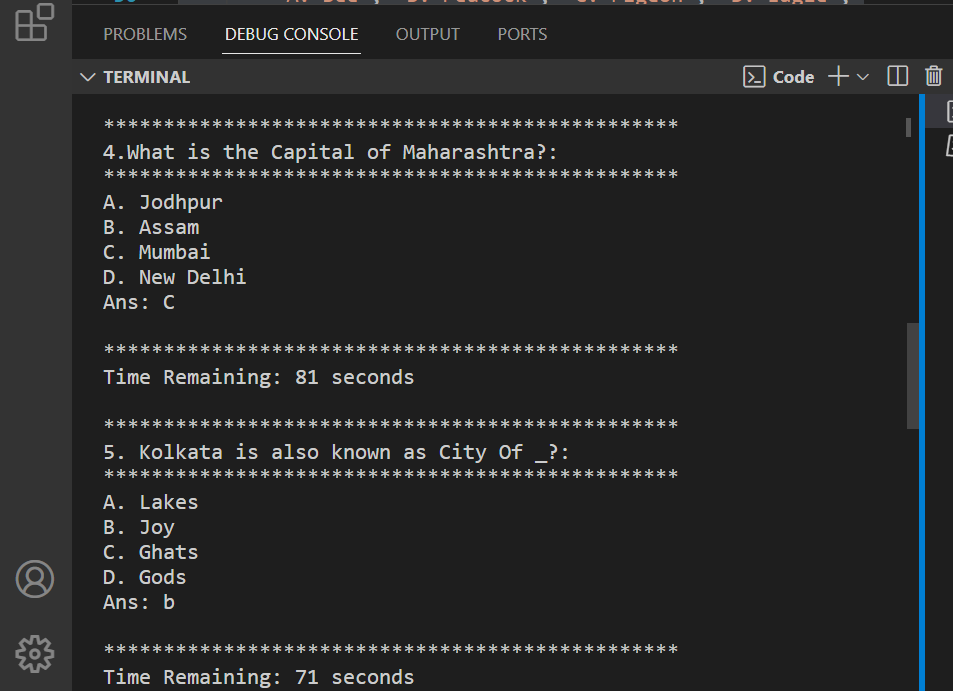 PROBLEMS DEBUG CONSOLE OUTPUT PORTS
TERMINAL Code
************************************************
4.What is the Capital of Maharashtra?:
************************************************
A. Jodhpur
B. Assam
C. Mumbai
D. New Delhi
Ans: C
************************************************
Time Remaining: 81 seconds
************************************************
5. Kolkata is also known as City Of _?:
************************************************
A. Lakes
B. Joy
C. Ghats
D. Gods
Ans: b
************************************************
Time Remaining: 71 seconds